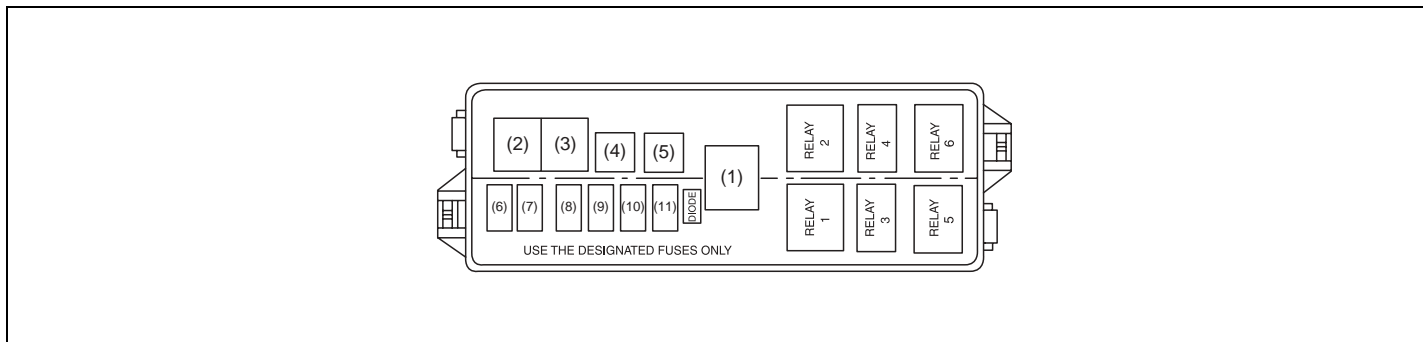 (2) (3) (4) (5)
(1)
RELAY 2
RELAY 4
RELAY 6
(6) (7) (8) (9) (10) (11) DIODE
RELAY 1
RELAY 3
RELAY 5
USE THE DESIGNATED FUSES ONLY